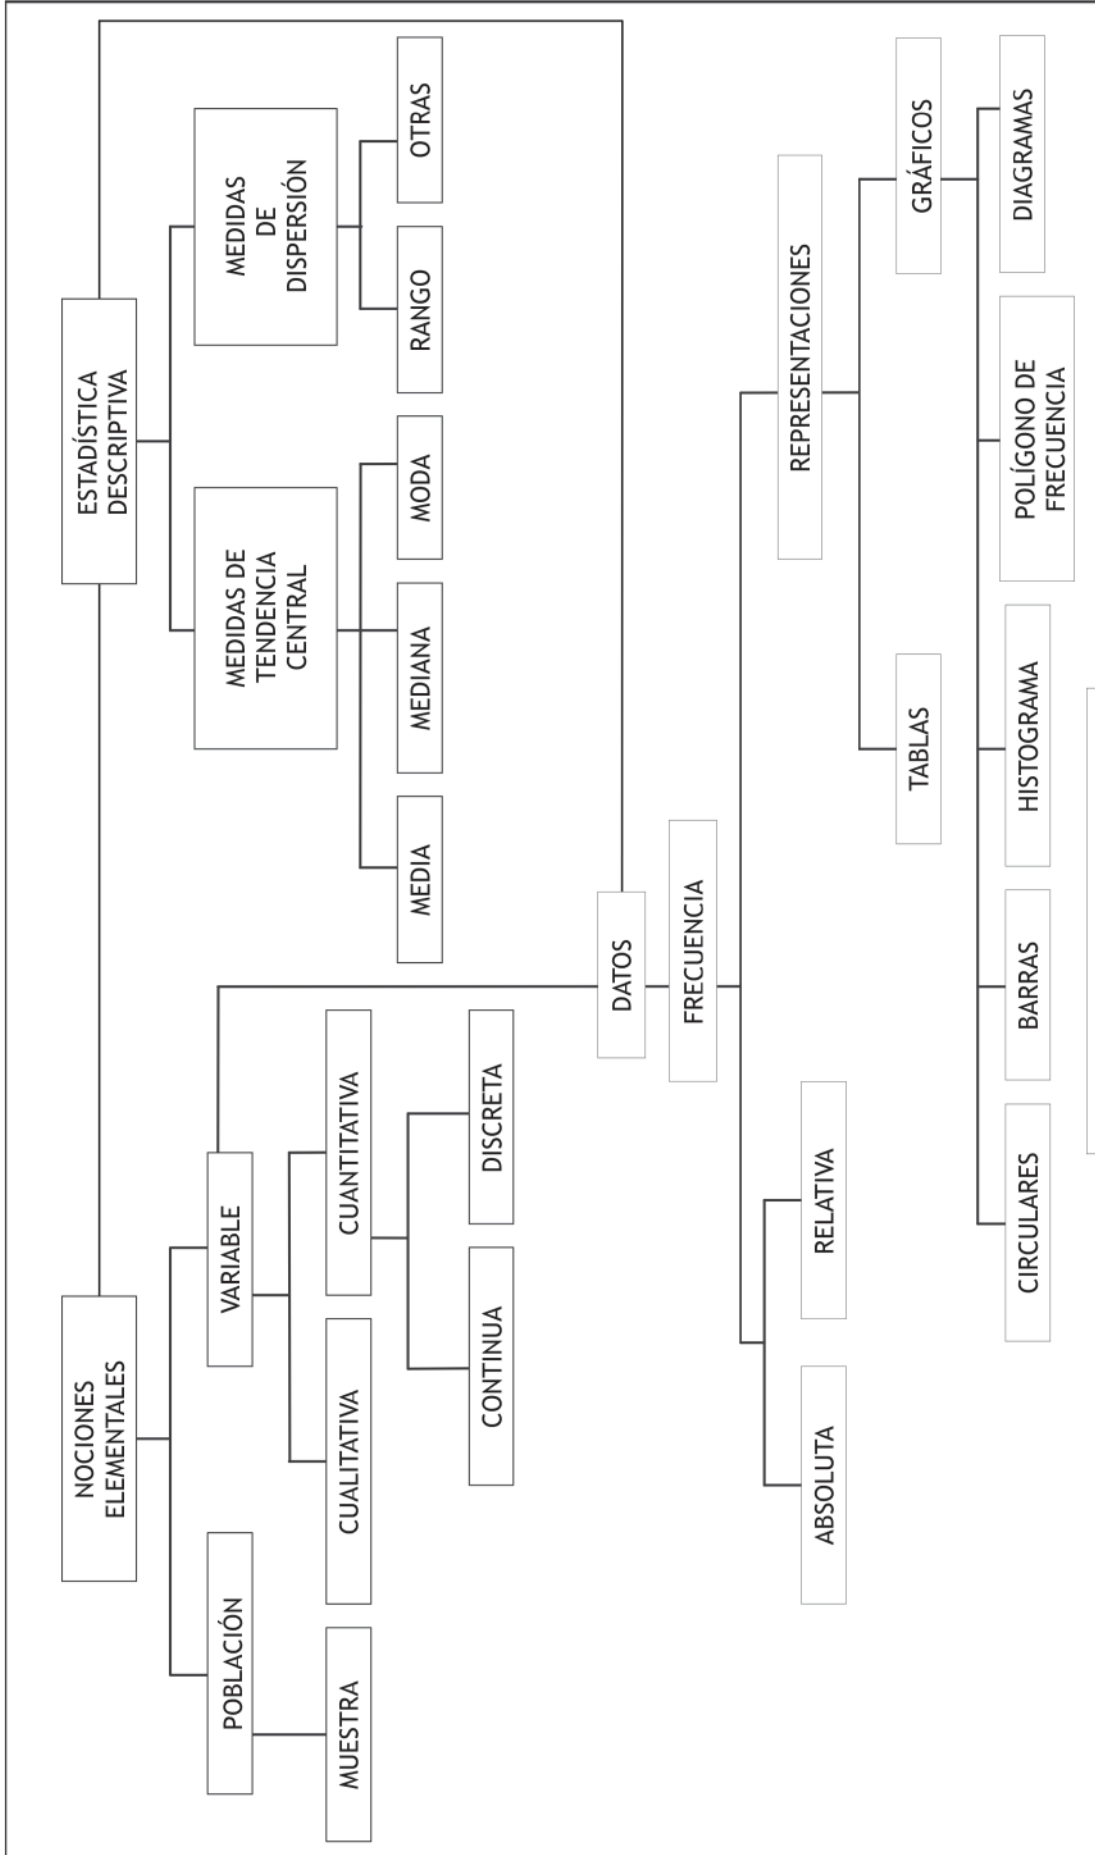 NOCIONES
ELEMENTALES
ESTADÍSTICA
DESCRIPTIVA
POBLACIÓN
VARIABLE
MEDIDAS DE
TENDENCIA
CENTRAL
MEDIDAS
DE
DISPERSIÓN
MUESTRA
CUALITATIVA
CUANTITATIVA
MEDIA
MEDIANA
MODA
RANGO
OTRAS
CONTINUA
DISCRETA
DATOS
FRECUENCIA
ABSOLUTA
RELATIVA
REPRESENTACIONES
TABLAS
GRÁFICOS
CIRCULARES
BARRAS
HISTOGRAMA
POLÍGONO DE
FRECUENCIA
DIAGRAMAS